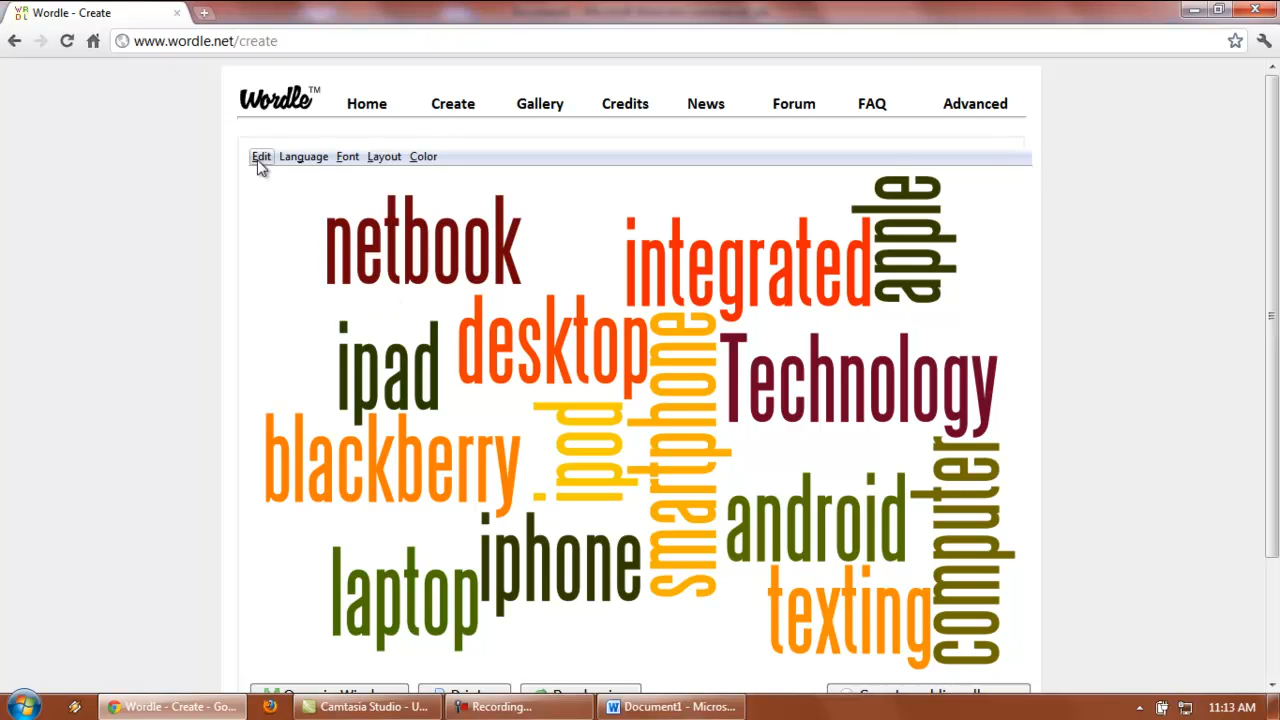 Wordle - Create
www.wordle.net/create
Wordle™
Home Create Gallery Credits News Forum FAQ Advanced
Edit Language Font Layout Color
apple
netbook
integrated
desktop
ipad
smartphone
Technology
blackberry
ipod
computer
android
iphone
laptop
texting
Wordle - Create - Go...
Camtasia Studio - U...
Recording...
Document1 - Micros...
11:13 AM